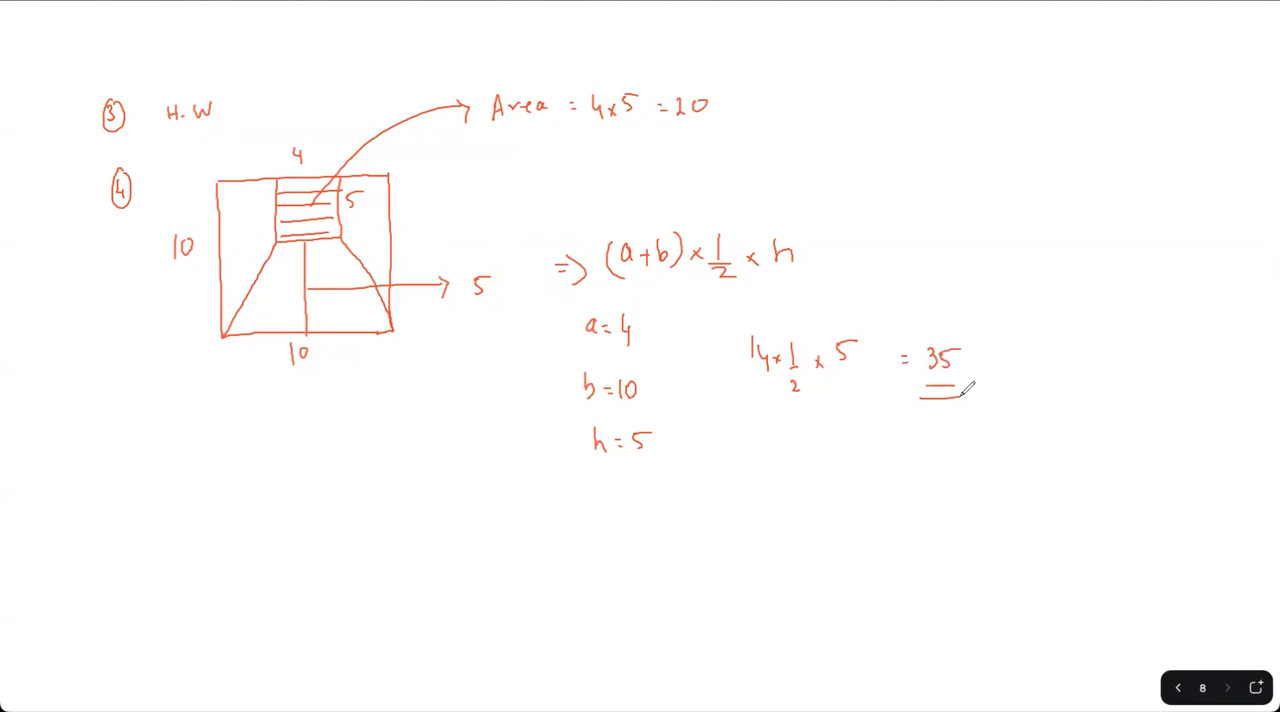 ③ H.W
Area = 4x5 = 20
④
4
5
10
5
10
=> (a+b) x 1/2 x h
a = 4
b = 10
h = 5
14 x 1/2 x 5 = 35
8